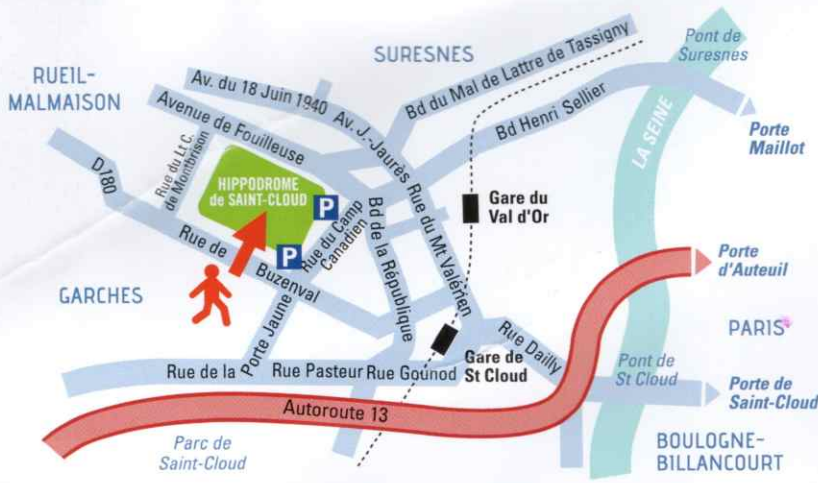 SURESNES
Pont de
Suresnes
RUEIL-
MALMAISON
Av. du 18 Juin 1940
Bd du Mal de Lattre de Tassigny
Avenue de Fouilleuse
Av. J.-Jaurès
Bd Henri Sellier
Porte
Maillot
LA SEINE
D180
Rue du Lt C.
de Montbrison
HIPPODROME
de SAINT-CLOUD
P
Rue du Camp
Canadien
Rue du Mt Valérien
Gare du
Val d'Or
Bd de la République
P
Rue de Buzenval
Porte
d'Auteuil
GARCHES
PARIS
Rue de la Porte Jaune
Rue Pasteur
Rue Gounod
Gare de
St Cloud
Rue Dailly
Pont de
St Cloud
Porte de
Saint-Cloud
Autoroute 13
Parc de
Saint-Cloud
BOULOGNE-
BILLANCOURT